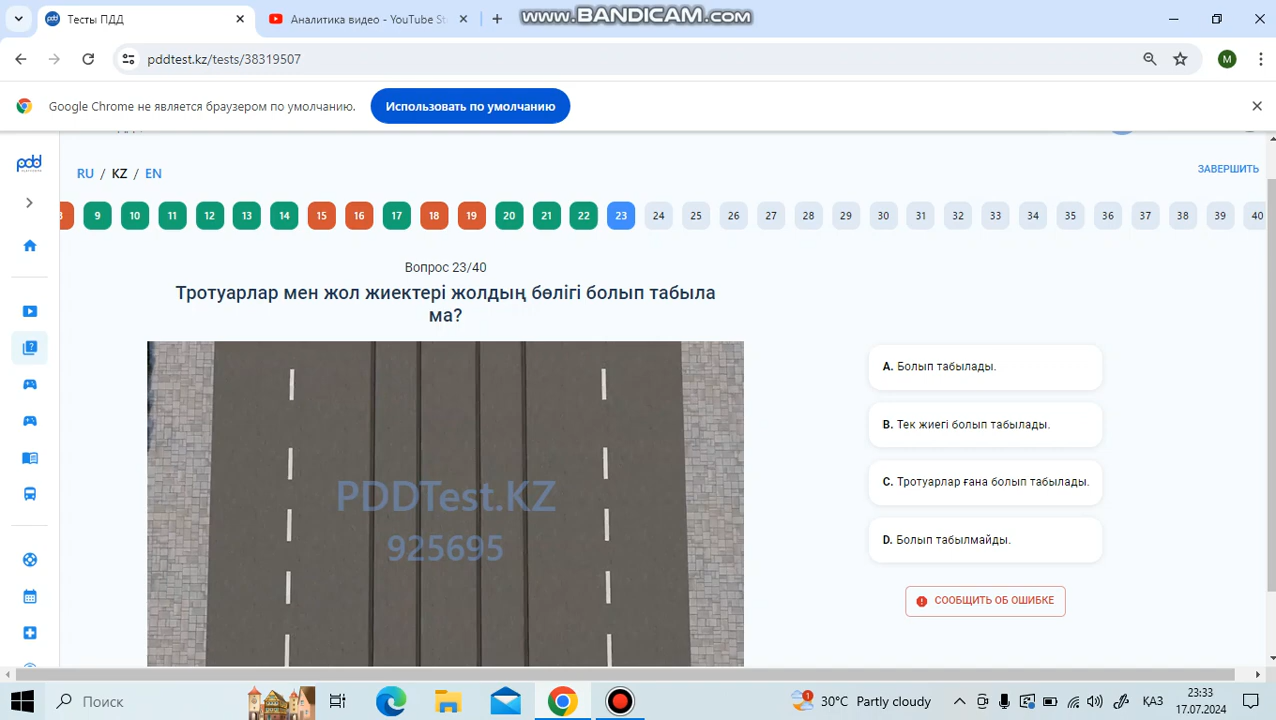 Тесты ПДД
Аналитика видео - YouTube St
www.BANDICAM.com
pddtest.kz/tests/38319507
M
Google Chrome не является браузером по умолчанию.
Использовать по умолчанию
pdd
RU / KZ / EN
ЗАВЕРШИТЬ
9 10 11 12 13 14 15 16 17 18 19 20 21 22 23 24 25 26 27 28 29 30 31 32 33 34 35 36 37 38 39 40
Вопрос 23/40
Тротуарлар мен жол жиектері жолдың бөлігі болып табыла
ма?
PDDTest.KZ
925695
A. Болып табылады.
B. Тек жиегі болып табылады.
C. Тротуарлар ғана болып табылады.
D. Болып табылмайды.
СООБЩИТЬ ОБ ОШИБКЕ
Поиск
1
30°C Partly cloudy
ҚАЗ
23:33
17.07.2024